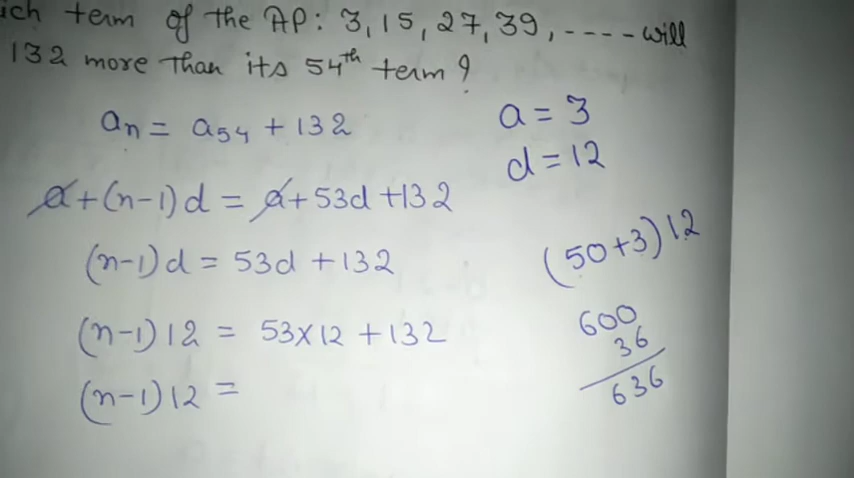 ich term of the AP: 3, 15, 27, 39, ---- will
132 more than its 54th term ?
an = a54 + 132
a = 3
d = 12
a + (n-1)d = a + 53d + 132
(n-1)d = 53d + 132
(50+3)12
(n-1)12 = 53×12 + 132
600
36
636
(n-1)12 =